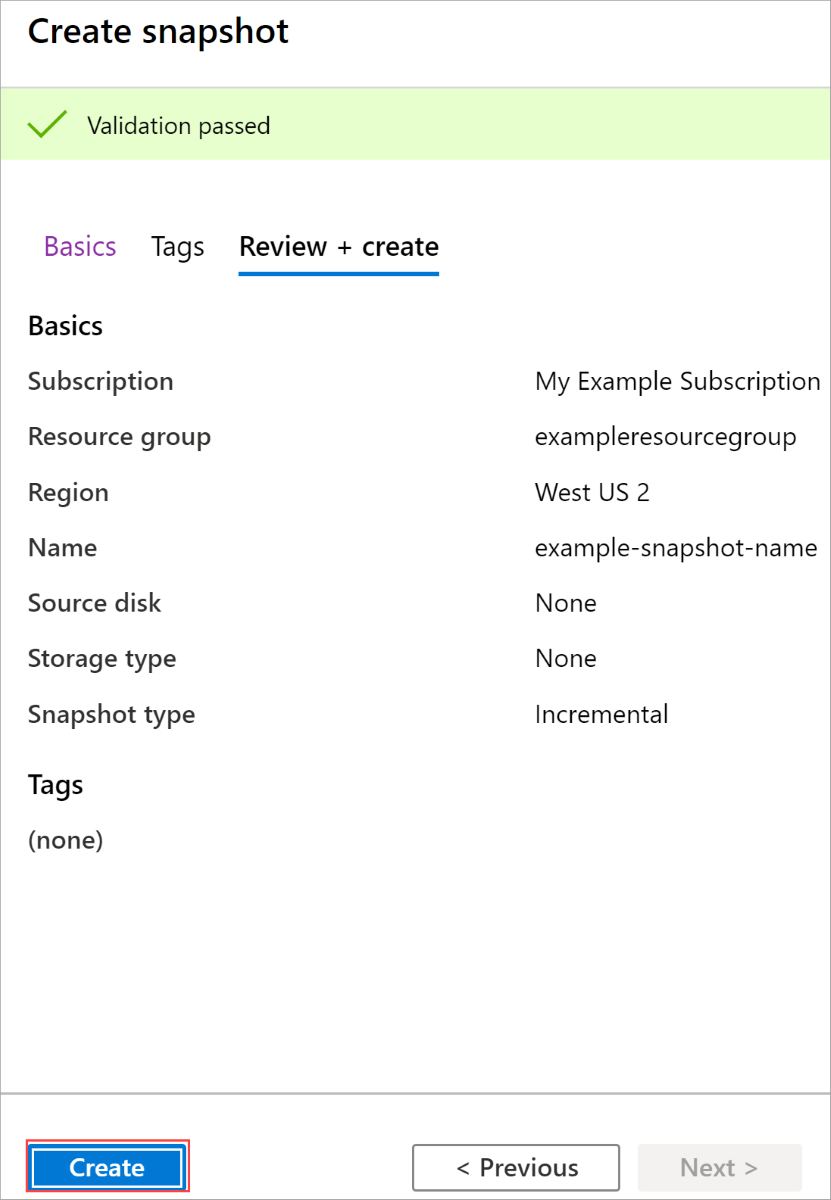 Create snapshot
Validation passed
Basics Tags Review + create
Basics
Subscription My Example Subscription
Resource group exampleresourcegroup
Region West US 2
Name example-snapshot-name
Source disk None
Storage type None
Snapshot type Incremental
Tags
(none)
Create < Previous Next >